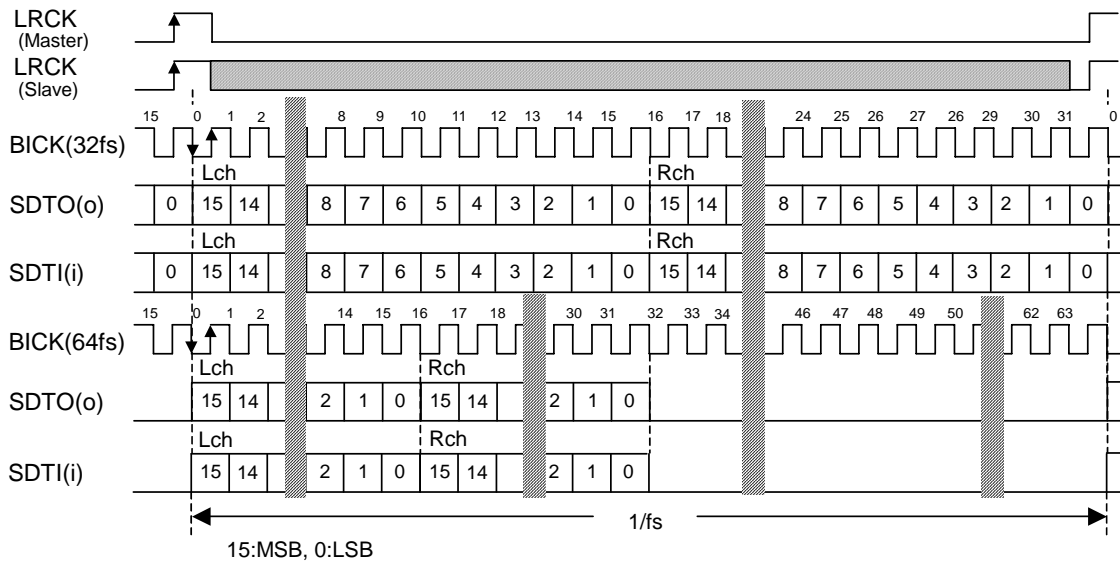 LRCK
(Master)
LRCK
(Slave)
15 0 1 2 8 9 10 11 12 13 14 15 16 17 18 24 25 26 27 28 29 30 31 0
BICK(32fs)
Lch Rch
SDTO(o) 0 15 14 8 7 6 5 4 3 2 1 0 15 14 8 7 6 5 4 3 2 1 0
Lch Rch
SDTI(i) 0 15 14 8 7 6 5 4 3 2 1 0 15 14 8 7 6 5 4 3 2 1 0
15 0 1 2 14 15 16 17 18 30 31 32 33 34 46 47 48 49 50 62 63
BICK(64fs)
Lch Rch
SDTO(o) 15 14 2 1 0 15 14 2 1 0
Lch Rch
SDTI(i) 15 14 2 1 0 15 14 2 1 0
1/fs
15:MSB, 0:LSB